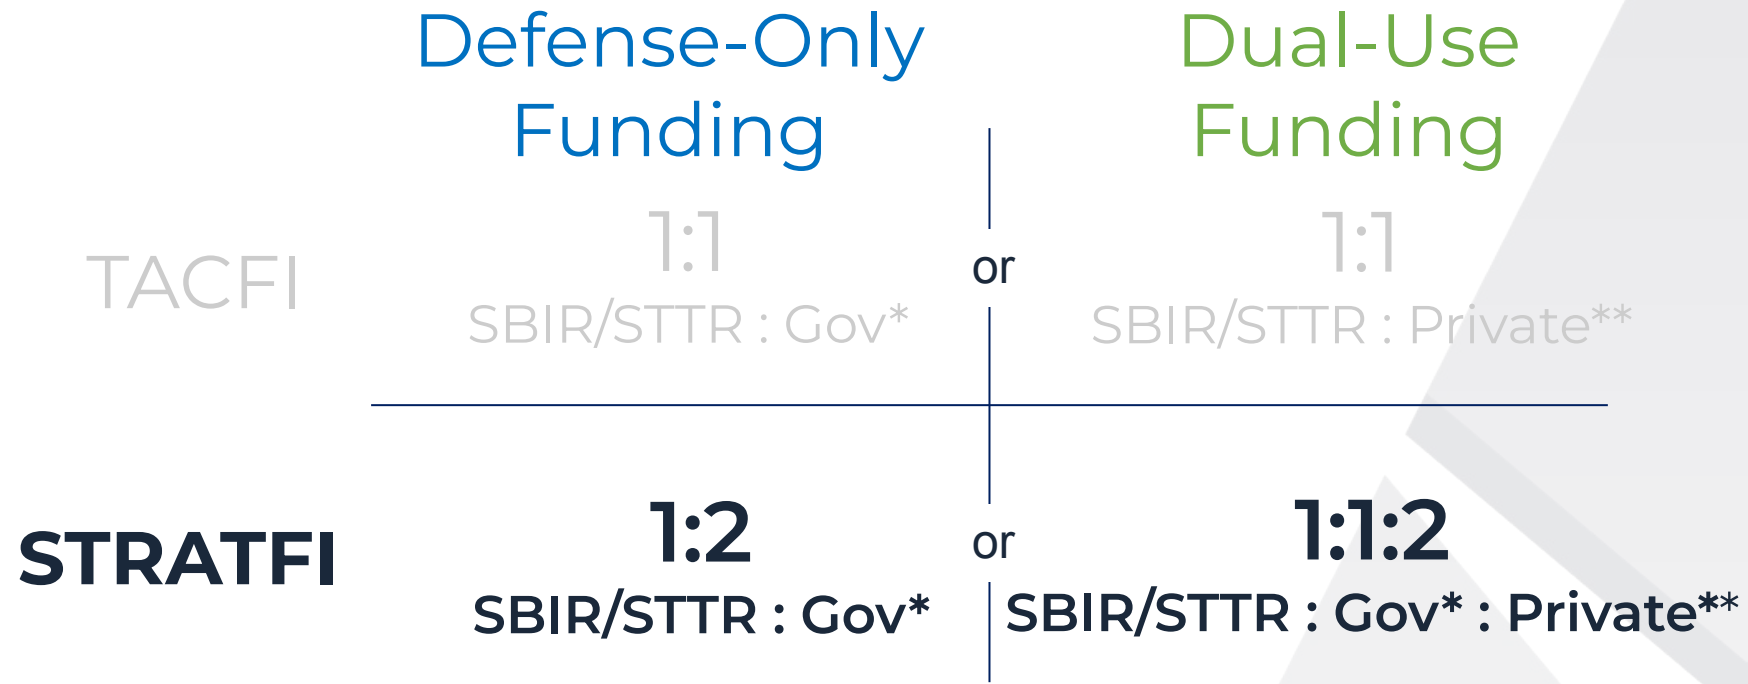 Defense-Only
Funding
Dual-Use
Funding
TACFI
1:1
SBIR/STTR : Gov*
or
1:1
SBIR/STTR : Private**
STRATFI
1:2
SBIR/STTR : Gov*
or
1:1:2
SBIR/STTR : Gov* : Private**